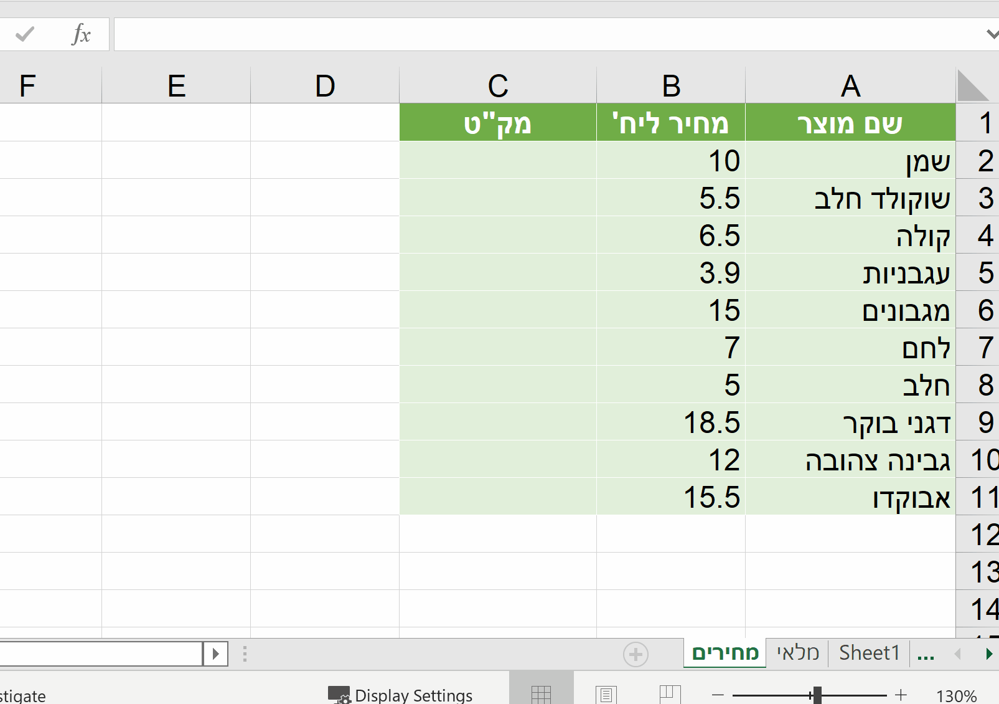 fx
A B C D E F
1 שם מוצר מחיר ליח' מק"ט
2 שמן 10
3 שוקולד חלב 5.5
4 קולה 6.5
5 עגבניות 3.9
6 מגבונים 15
7 לחם 7
8 חלב 5
9 דגני בוקר 18.5
10 גבינה צהובה 12
11 אבוקדו 15.5
12
13
14
... Sheet1 מלאי מחירים
stigate Display Settings 130%